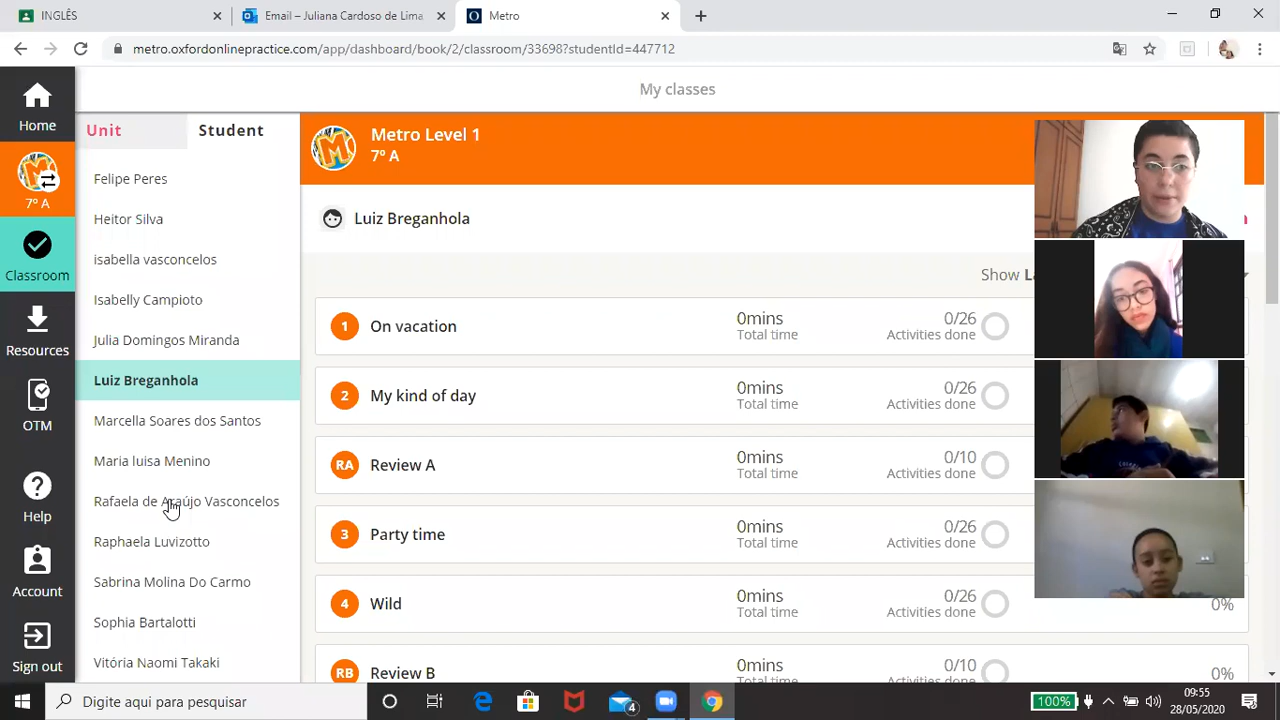 INGLÊS
Email – Juliana Cardoso de Lima
Metro
metro.oxfordonlinepractice.com/app/dashboard/book/2/classroom/33698?studentId=447712
My classes
Home
7º A
Classroom
Resources
OTM
Help
Account
Sign out
Unit
Student
Felipe Peres
Heitor Silva
isabella vasconcelos
Isabelly Campioto
Julia Domingos Miranda
Luiz Breganhola
Marcella Soares dos Santos
Maria luisa Menino
Rafaela de Araújo Vasconcelos
Raphaela Luvizotto
Sabrina Molina Do Carmo
Sophia Bartalotti
Vitória Naomi Takaki
Metro Level 1
7º A
Luiz Breganhola
Show
1 On vacation 0mins 0/26
Total time Activities done
2 My kind of day 0mins 0/26
Total time Activities done
RA Review A 0mins 0/10
Total time Activities done
3 Party time 0mins 0/26
Total time Activities done
4 Wild 0mins 0/26 0%
Total time Activities done
RB Review B 0mins 0/10 0%
Total time Activities done
Digite aqui para pesquisar
4
100%
09:55
28/05/2020